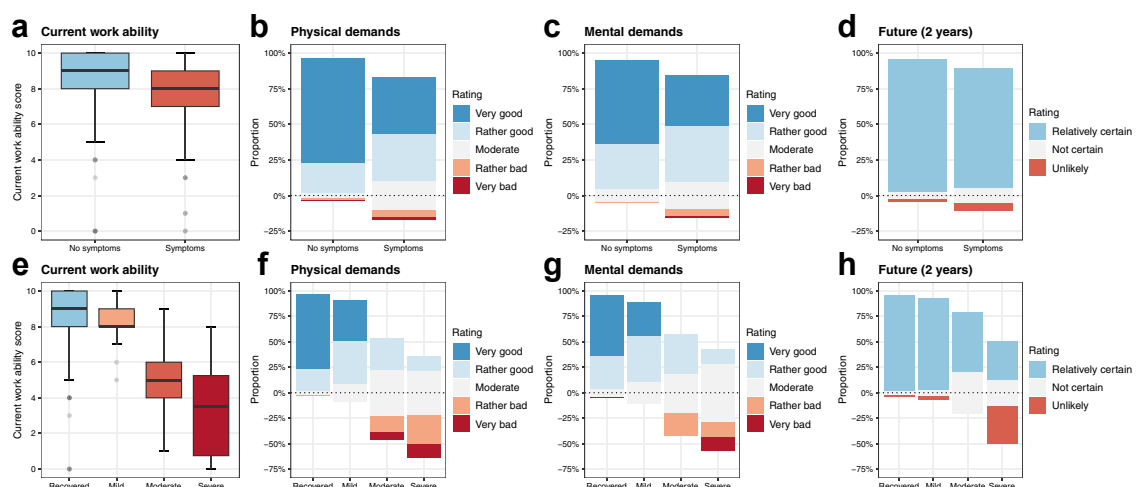 a Current work ability
b Physical demands
c Mental demands
d Future (2 years)
Current work ability score
10
8
6
4
2
0
No symptoms
Symptoms
Proportion
100%
75%
50%
25%
0%
−25%
No symptoms
Symptoms
Rating
Very good
Rather good
Moderate
Rather bad
Very bad
Proportion
100%
75%
50%
25%
0%
−25%
No symptoms
Symptoms
Rating
Very good
Rather good
Moderate
Rather bad
Very bad
Proportion
100%
75%
50%
25%
0%
−25%
No symptoms
Symptoms
Rating
Relatively certain
Not certain
Unlikely
e Current work ability
f Physical demands
g Mental demands
h Future (2 years)
Current work ability score
10
8
6
4
2
0
Recovered
Mild
Moderate
Severe
Proportion
100%
75%
50%
25%
0%
−25%
−50%
−75%
Recovered
Mild
Moderate
Severe
Rating
Very good
Rather good
Moderate
Rather bad
Very bad
Proportion
100%
75%
50%
25%
0%
−25%
−50%
−75%
Recovered
Mild
Moderate
Severe
Rating
Very good
Rather good
Moderate
Rather bad
Very bad
Proportion
100%
75%
50%
25%
0%
−25%
−50%
−75%
Recovered
Mild
Moderate
Severe
Rating
Relatively certain
Not certain
Unlikely